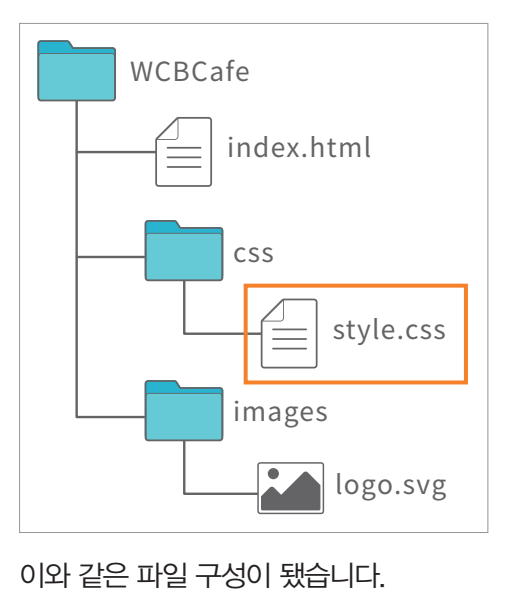 WCBCafe
index.html
css
style.css
images
logo.svg
이와 같은 파일 구성이 됐습니다.